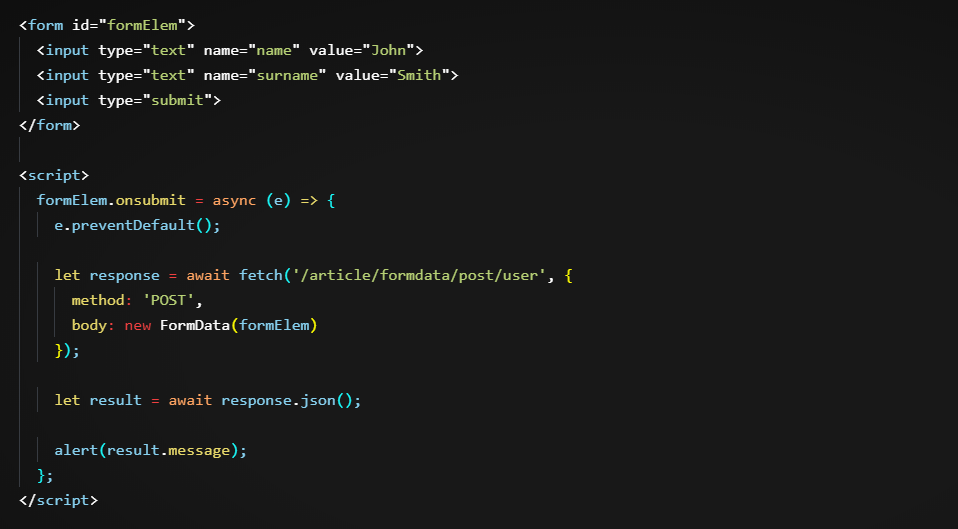 <form id="formElem">
<input type="text" name="name" value="John">
<input type="text" name="surname" value="Smith">
<input type="submit">
</form>
<script>
formElem.onsubmit = async (e) => {
e.preventDefault();
let response = await fetch('/article/formdata/post/user', {
method: 'POST',
body: new FormData(formElem)
});
let result = await response.json();
alert(result.message);
};
</script>